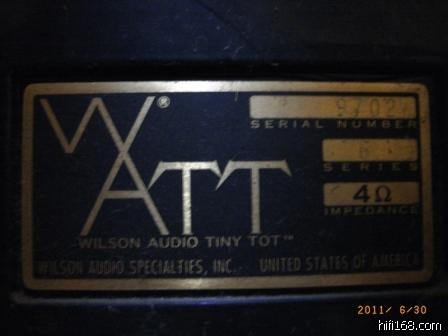 WATT®
SERIAL NUMBER
6
SERIES
4Ω
IMPEDANCE
WILSON AUDIO TINY TOT™
WILSON AUDIO SPECIALTIES, INC. UNITED STATES OF AMERICA
2011/ 6/30
hifi168.com